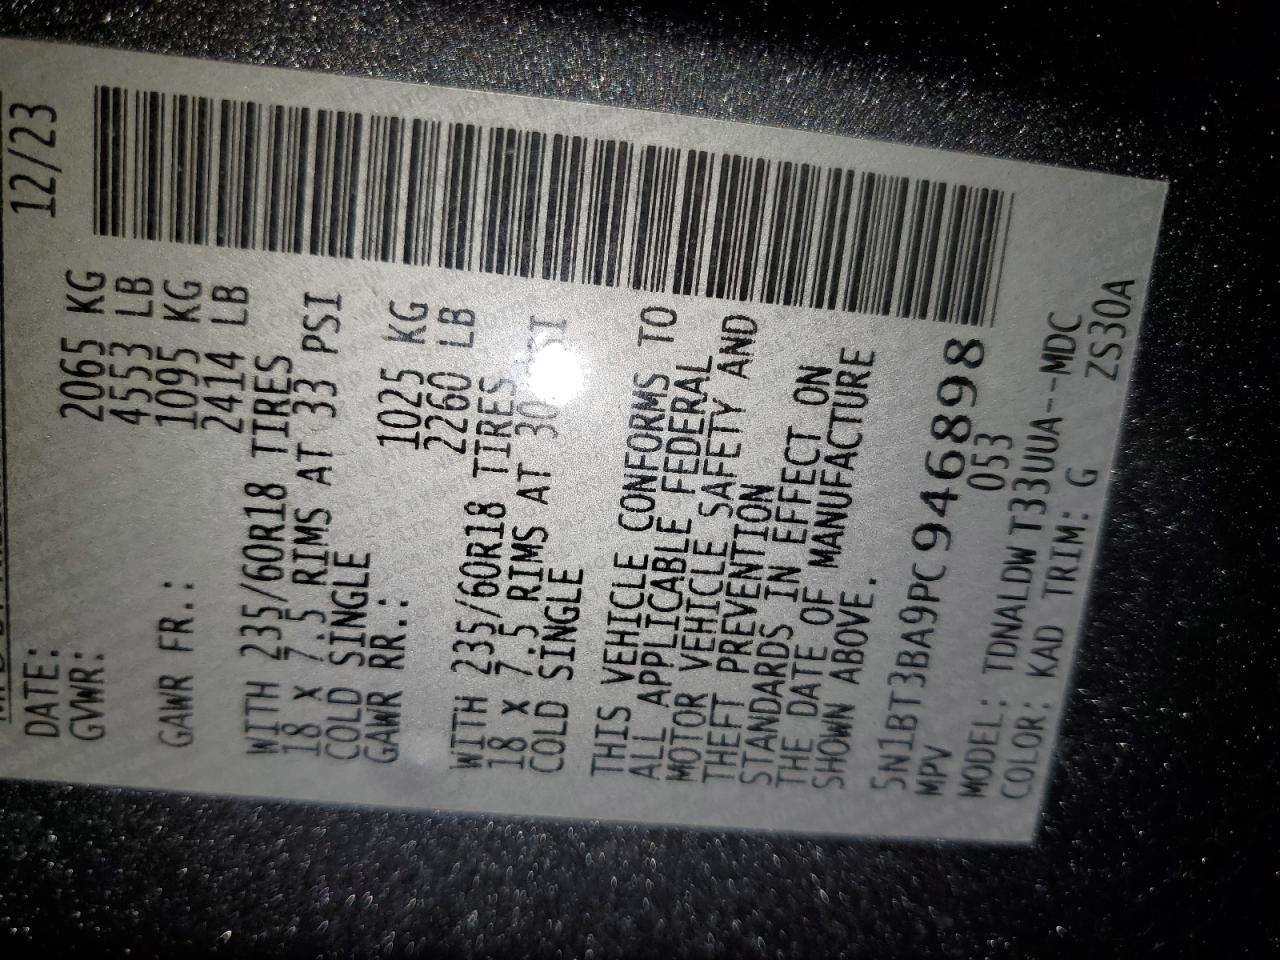 DATE: 12/23
GVWR: 2065 KG
4553 LB
GAWR FR.: 1095 KG
2414 LB
WITH 235/60R18 TIRES
18 X 7.5 RIMS AT 33 PSI
COLD SINGLE
GAWR RR.: 1025 KG
2260 LB
WITH 235/60R18 TIRES
18 X 7.5 RIMS AT 30 PSI
COLD SINGLE
THIS VEHICLE CONFORMS TO
ALL APPLICABLE FEDERAL
MOTOR VEHICLE SAFETY AND
THEFT PREVENTION
STANDARDS IN EFFECT ON
THE DATE OF MANUFACTURE
SHOWN ABOVE.
5N1BT3BA9PC946898
MPV 053
MODEL: TDNALDW T33UUA--MDC
COLOR: KAD TRIM: G ZS30A